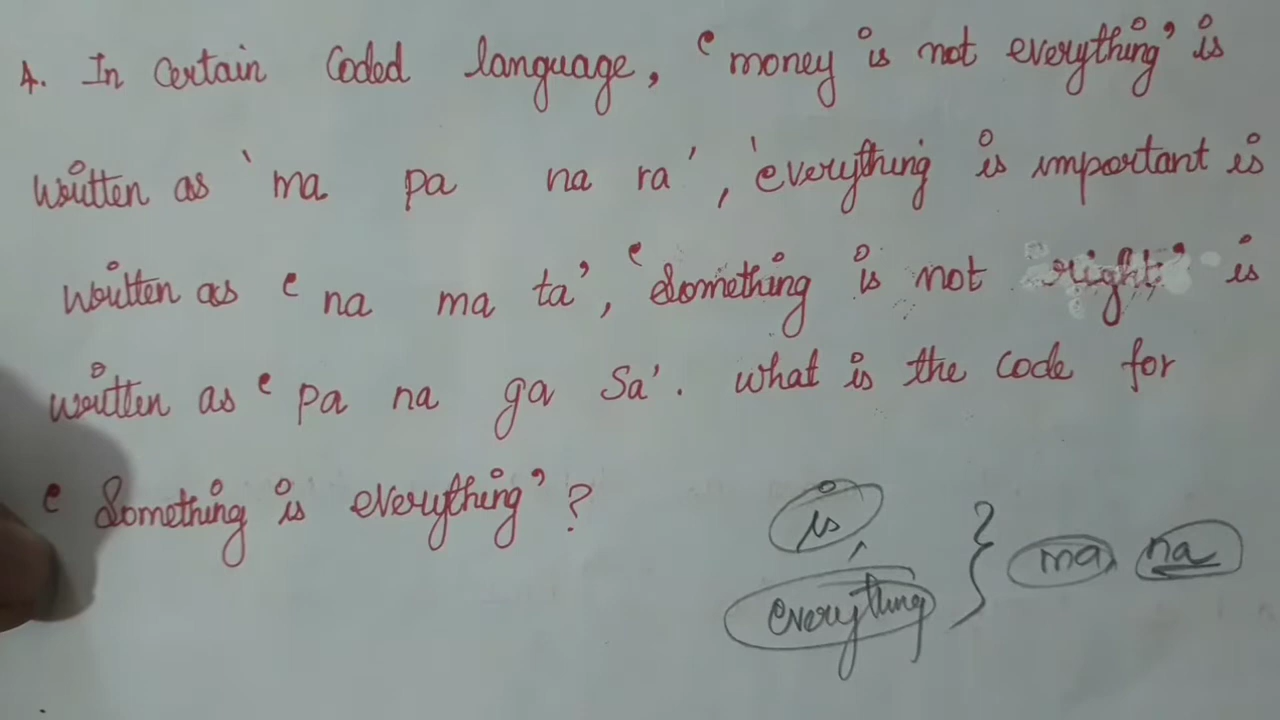 4. In Certain Coded language, 'money is not everything' is
written as 'ma pa na ra', 'everything is important is
written as 'na ma ta', 'Something is not right' is
written as 'pa na ga Sa'. what is the code for
'Something is everything'?
is,
everything } ma, na